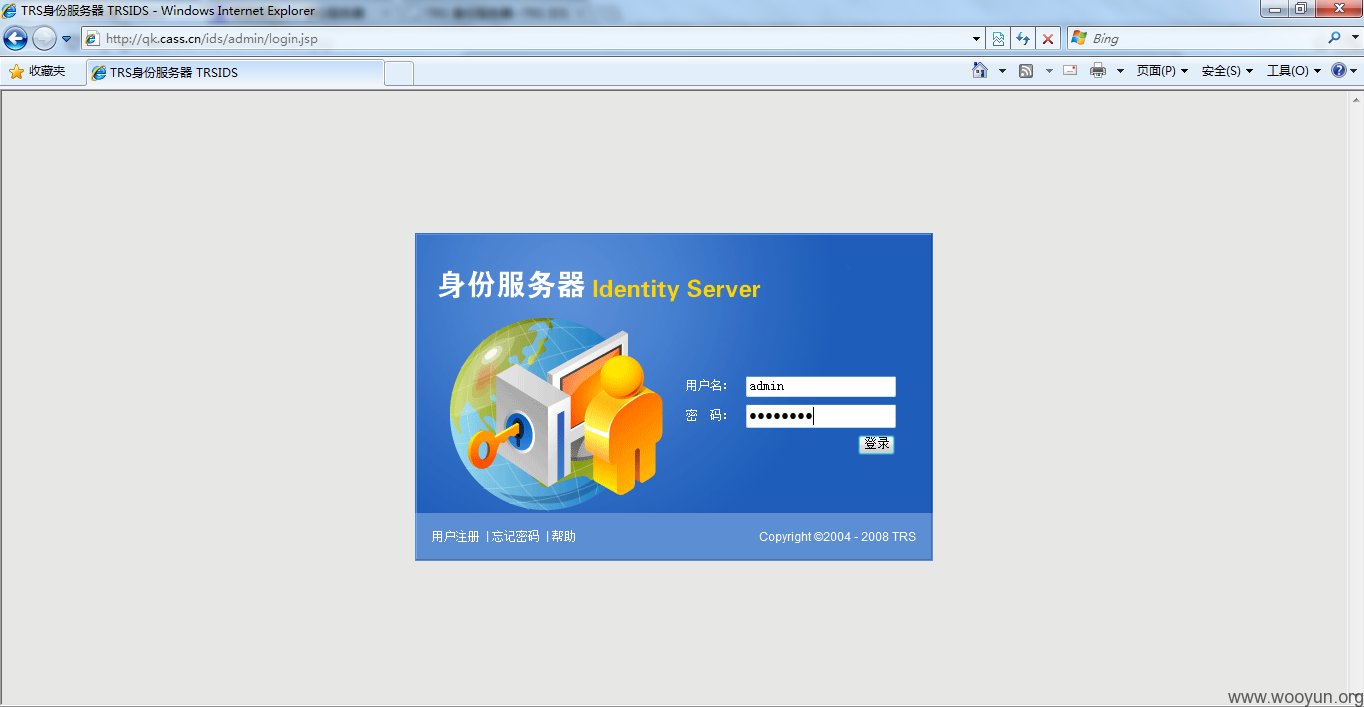 TRS身份服务器 TRSIDS - Windows Internet Explorer
http://qk.cass.cn/ids/admin/login.jsp
Bing
收藏夹
TRS身份服务器 TRSIDS
页面(P)
安全(S)
工具(O)
身份服务器 Identity Server
用户名: admin
密 码: ●●●●●●●●
登录
用户注册 | 忘记密码 | 帮助
Copyright ©2004 - 2008 TRS
www.wooyun.org